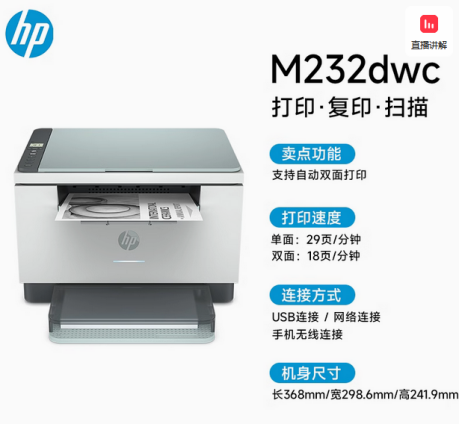 hp
直播讲解
M232dwc
打印·复印·扫描
卖点功能
支持自动双面打印
打印速度
单面：29页/分钟
双面：18页/分钟
连接方式
USB连接 / 网络连接
手机无线连接
机身尺寸
长368mm/宽298.6mm/高241.9mm
INTERNATIONAL
hp